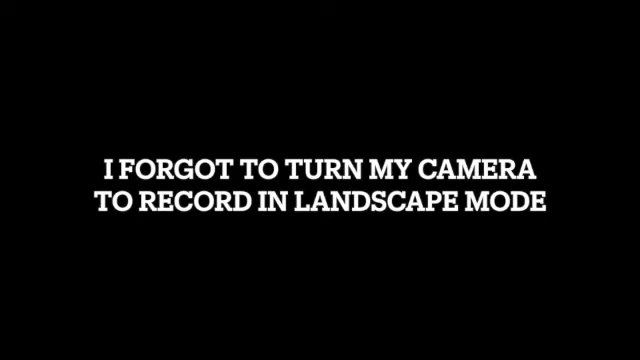 I FORGOT TO TURN MY CAMERA
TO RECORD IN LANDSCAPE MODE